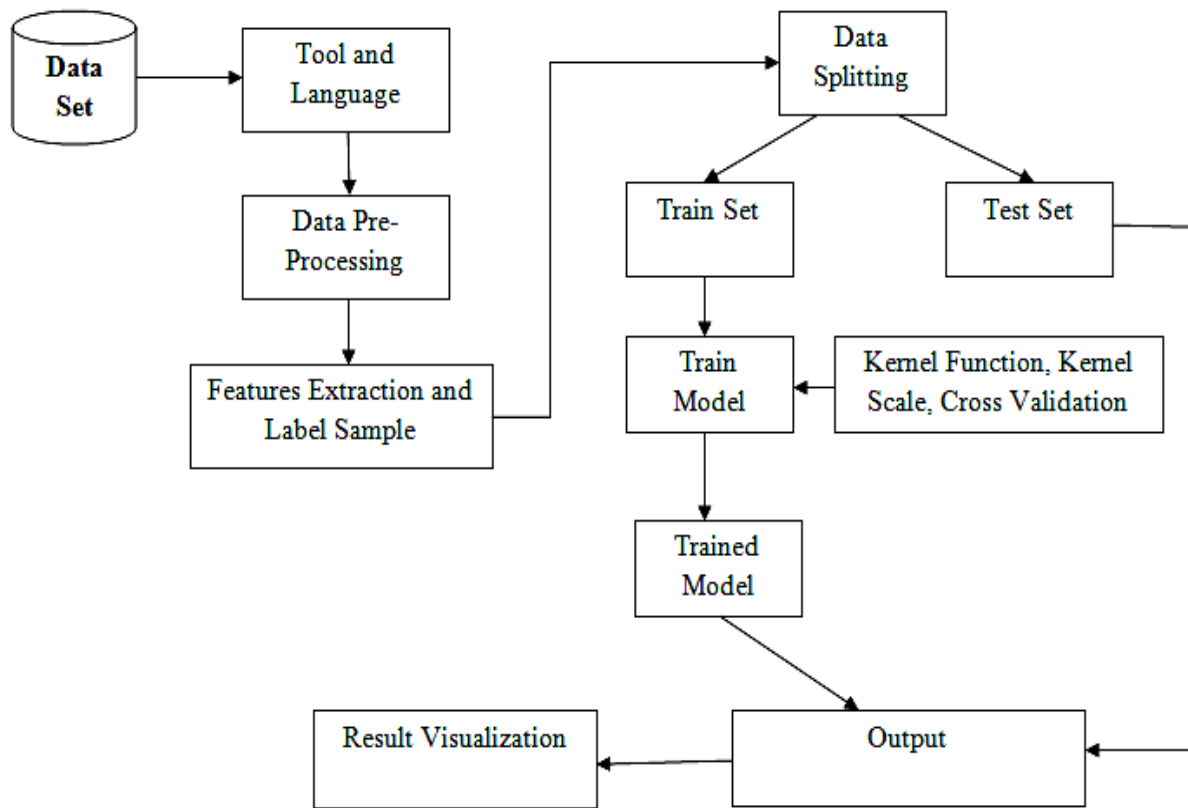 Data
Set
Tool and
Language
Data Pre-
Processing
Features Extraction and
Label Sample
Data
Splitting
Train Set
Test Set
Train
Model
Kernel Function, Kernel
Scale, Cross Validation
Trained
Model
Output
Result Visualization